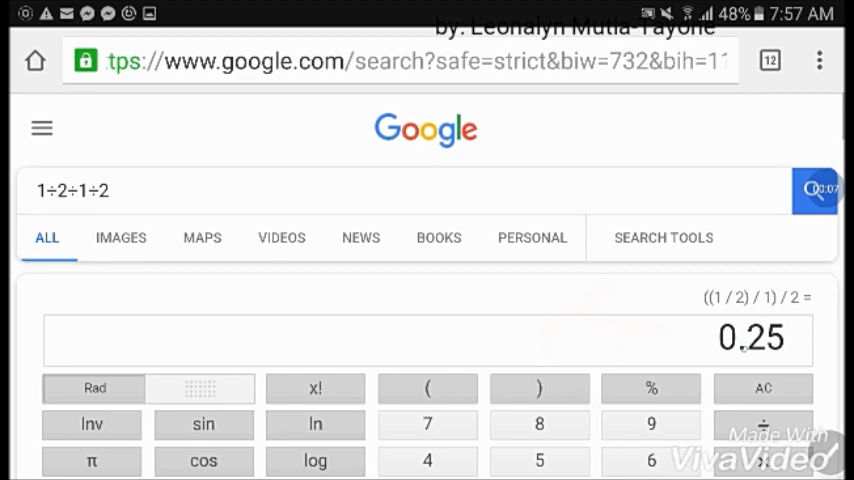 48% 7:57 AM
by: Leonalyn Mutia-Tayone
tps://www.google.com/search?safe=strict&biw=732&bih=11
12
Google
1÷2÷1÷2
00:07
ALL IMAGES MAPS VIDEOS NEWS BOOKS PERSONAL SEARCH TOOLS
((1 / 2) / 1) / 2 =
0.25
Rad x! ( ) % AC
Inv sin ln 7 8 9 ÷
π cos log 4 5 6 ×
Made With
VivaVideo